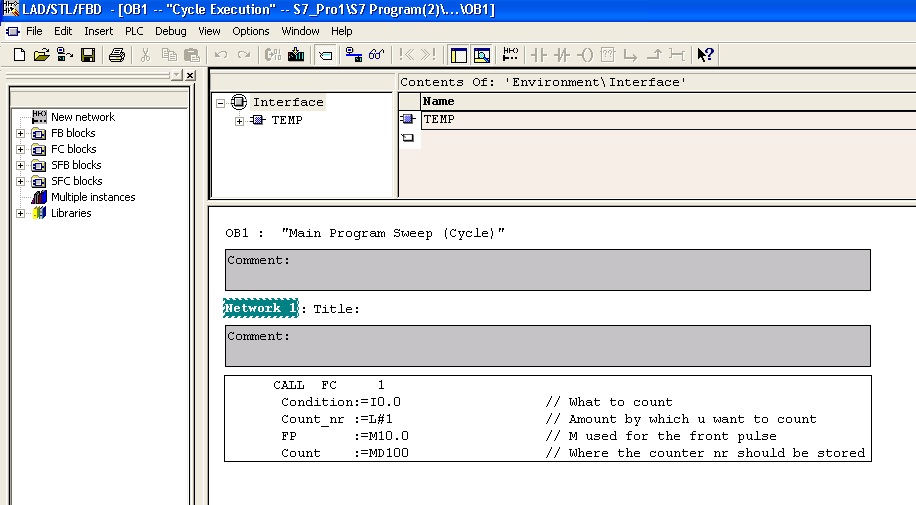 LAD/STL/FBD - [OB1 -- "Cycle Execution" -- S7_Pro1\S7 Program(2)\...\OB1]
File Edit Insert PLC Debug View Options Window Help
New network
FB blocks
FC blocks
SFB blocks
SFC blocks
Multiple instances
Libraries
Interface
TEMP
Contents Of: 'Environment\Interface'
Name
TEMP
OB1 : "Main Program Sweep (Cycle)"
Comment:
Network 1: Title:
Comment:
CALL FC 1
Condition:=I0.0 // What to count
Count_nr :=L#1 // Amount by which u want to count
FP :=M10.0 // M used for the front pulse
Count :=MD100 // Where the counter nr should be stored